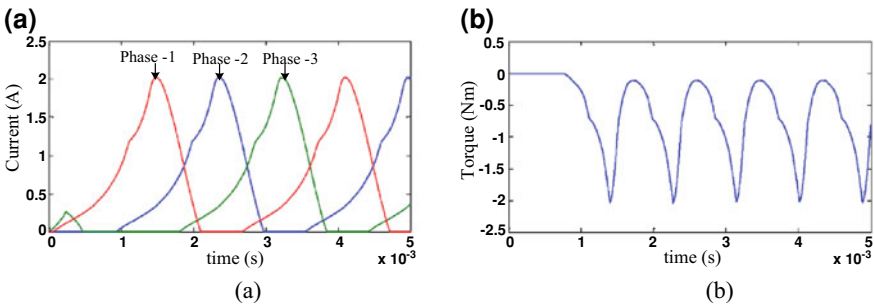 (a)
Current (A)
2.5
2
1.5
1
0.5
0
Phase -1
Phase -2
Phase -3
0
1
2
3
4
5
time (s)
x 10-3
(a)
(b)
Torque (Nm)
0.5
0
-0.5
-1
-1.5
-2
-2.5
0
1
2
3
4
5
time (s)
x 10-3
(b)